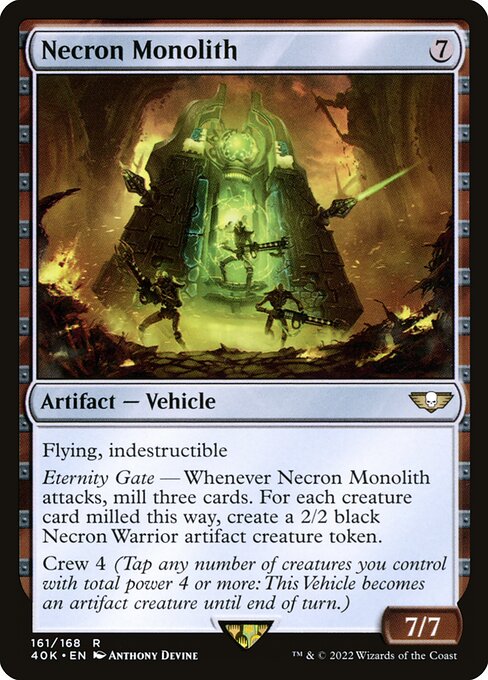 Necron Monolith 7
Artifact — Vehicle
Flying, indestructible
Eternity Gate — Whenever Necron Monolith
attacks, mill three cards. For each creature
card milled this way, create a 2/2 black
Necron Warrior artifact creature token.
Crew 4 (Tap any number of creatures you control
with total power 4 or more: This Vehicle becomes
an artifact creature until end of turn.)
7/7
161/168 R
40K • EN Anthony Devine
™ & © 2022 Wizards of the Coast